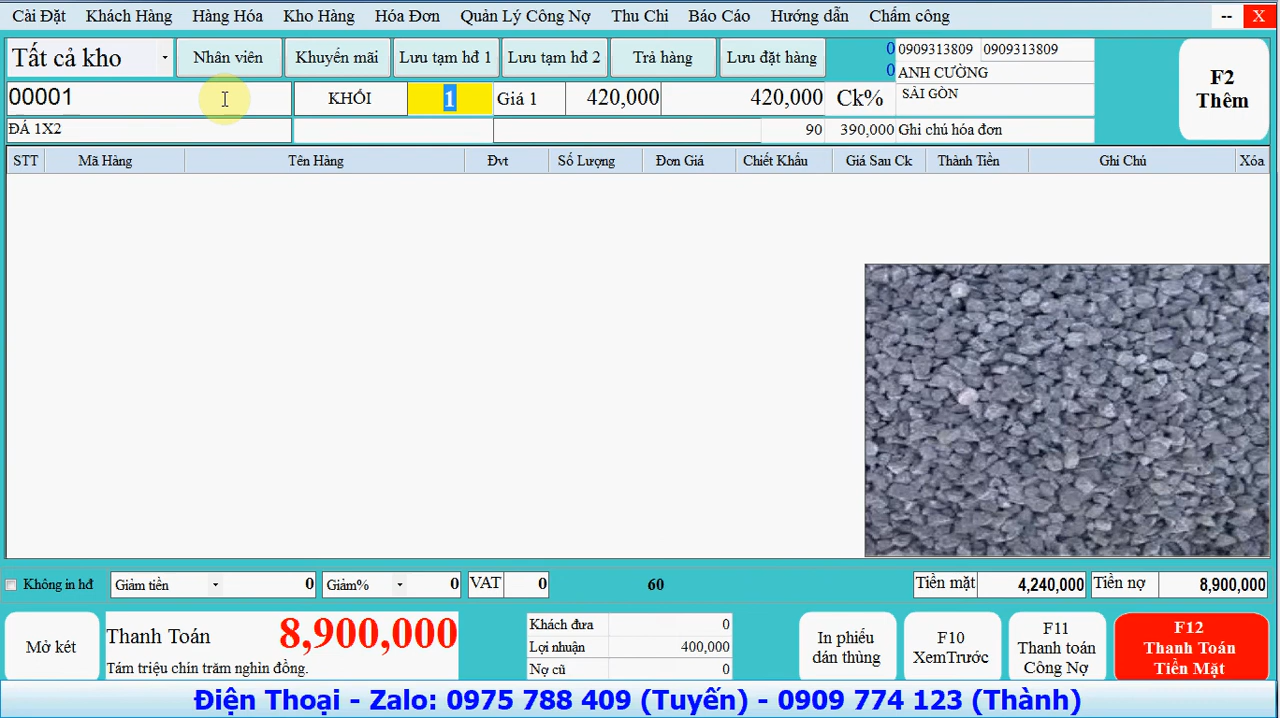 Cài Đặt Khách Hàng Hàng Hóa Kho Hàng Hóa Đơn Quản Lý Công Nợ Thu Chi Báo Cáo Hướng dẫn Chấm công -- X
Tất cả kho Nhân viên Khuyến mãi Lưu tạm hđ 1 Lưu tạm hđ 2 Trả hàng Lưu đặt hàng 0 0909313809 0909313809
0 ANH CƯỜNG
F2
Thêm
00001 KHỐI 1 Giá 1 420,000 420,000 Ck% SÀI GÒN
ĐÁ 1X2 90 390,000 Ghi chú hóa đơn
STT Mã Hàng Tên Hàng Đvt Số Lượng Đơn Giá Chiết Khấu Giá Sau Ck Thành Tiền Ghi Chú Xóa
Không in hđ Giảm tiền 0 Giảm% 0 VAT 0 60 Tiền mặt 4,240,000 Tiền nợ 8,900,000
Mở két
Thanh Toán 8,900,000
Tám triệu chín trăm nghìn đồng.
Khách đưa 0
Lợi nhuận 400,000
Nợ cũ 0
In phiếu
dán thùng
F10
XemTrước
F11
Thanh toán
Công Nợ
F12
Thanh Toán
Tiền Mặt
Điện Thoại - Zalo: 0975 788 409 (Tuyến) - 0909 774 123 (Thành)